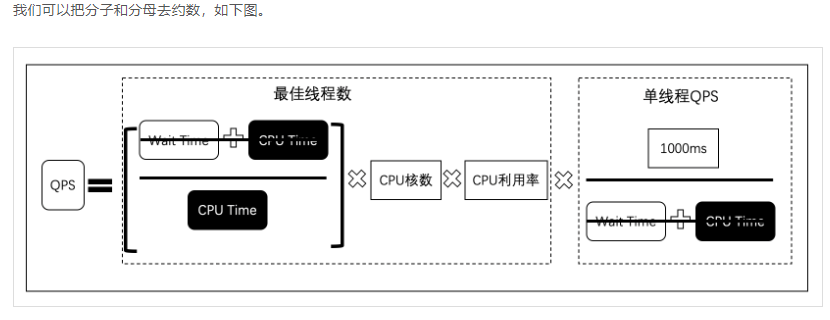 我们可以把分子和分母去约数，如下图。
最佳线程数
单线程QPS
Wait Time
CPU Time
1000ms
QPS
CPU核数
CPU利用率
CPU Time
Wait Time
CPU Time